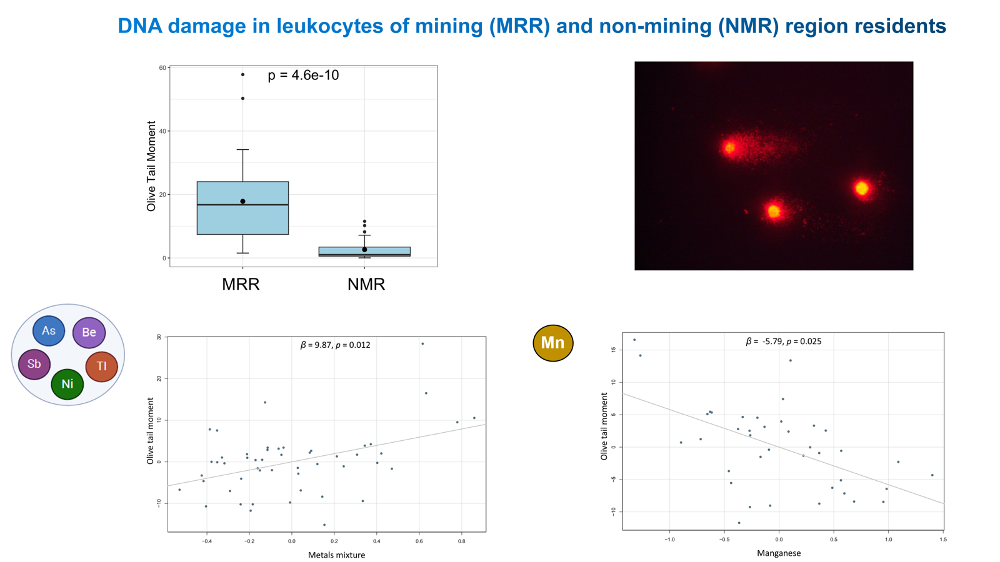 DNA damage in leukocytes of mining (MRR) and non-mining (NMR) region residents
p = 4.6e-10
Olive Tail Moment
60
40
20
0
MRR
NMR
As
Be
Sb
Tl
Ni
β = 9.87, p = 0.012
Olive tail moment
30
20
10
0
−10
−0.4
−0.2
0.0
0.2
0.4
0.6
0.8
Metals mixture
Mn
β = -5.79, p = 0.025
Olive tail moment
15
10
5
0
−5
−10
−1.0
−0.5
0.0
0.5
1.0
1.5
Manganese